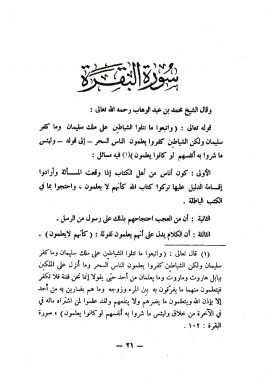 سورة البقرة
وقال الشيخ محمد بن عبد الوهاب رحمه الله تعالى :
قوله تعالى : ( واتبعوا ما تتلوا الشياطين على ملك سليمان وما كفر
سليمان ولكن الشياطين كفروا يعلمون الناس السحر – إلى قوله – ولبئس
ما شروا به أنفسهم لو كانوا يعلمون )(١) فيه مسائل :
الأولى : كون أناس من أهل الكتاب إذا وقعت المسألة وأرادوا
إقامة الدليل عليها تركوا كتاب الله كأنهم لا يعلمون ، واحتجوا بما في
الكتب الباطلة .
الثانية : أن من العجب احتجاجهم بذلك على رسول من الرسل .
الثالثة : أن الكلام يدل على أنهم يعلمون لقوله : ( كأنهم لا يعلمون ).
(١) قال تعالى : ( واتبعوا ما تتلوا الشياطين على ملك سليمان وما كفر
سليمان ولكن الشياطين كفروا يعلمون الناس السحر وما أنزل على الملكين
ببابل هاروت وماروت وما يعلمان من أحد حتى يقولا إنما نحن فتنة فلا تكفر
فيتعلمون منهما ما يفرقون به بين المرء وزوجه وما هم بضارين به من أحد
إلا بإذن الله ويتعلمون ما يضرهم ولا ينفعهم ولقد علموا لمن اشتراه ماله في
في الآخرة من خلاق ولبئس ما شروا به أنفسهم لو كانوا يعلمون ) ، سورة
البقرة : ١٠٢ .
– ٢٦ –